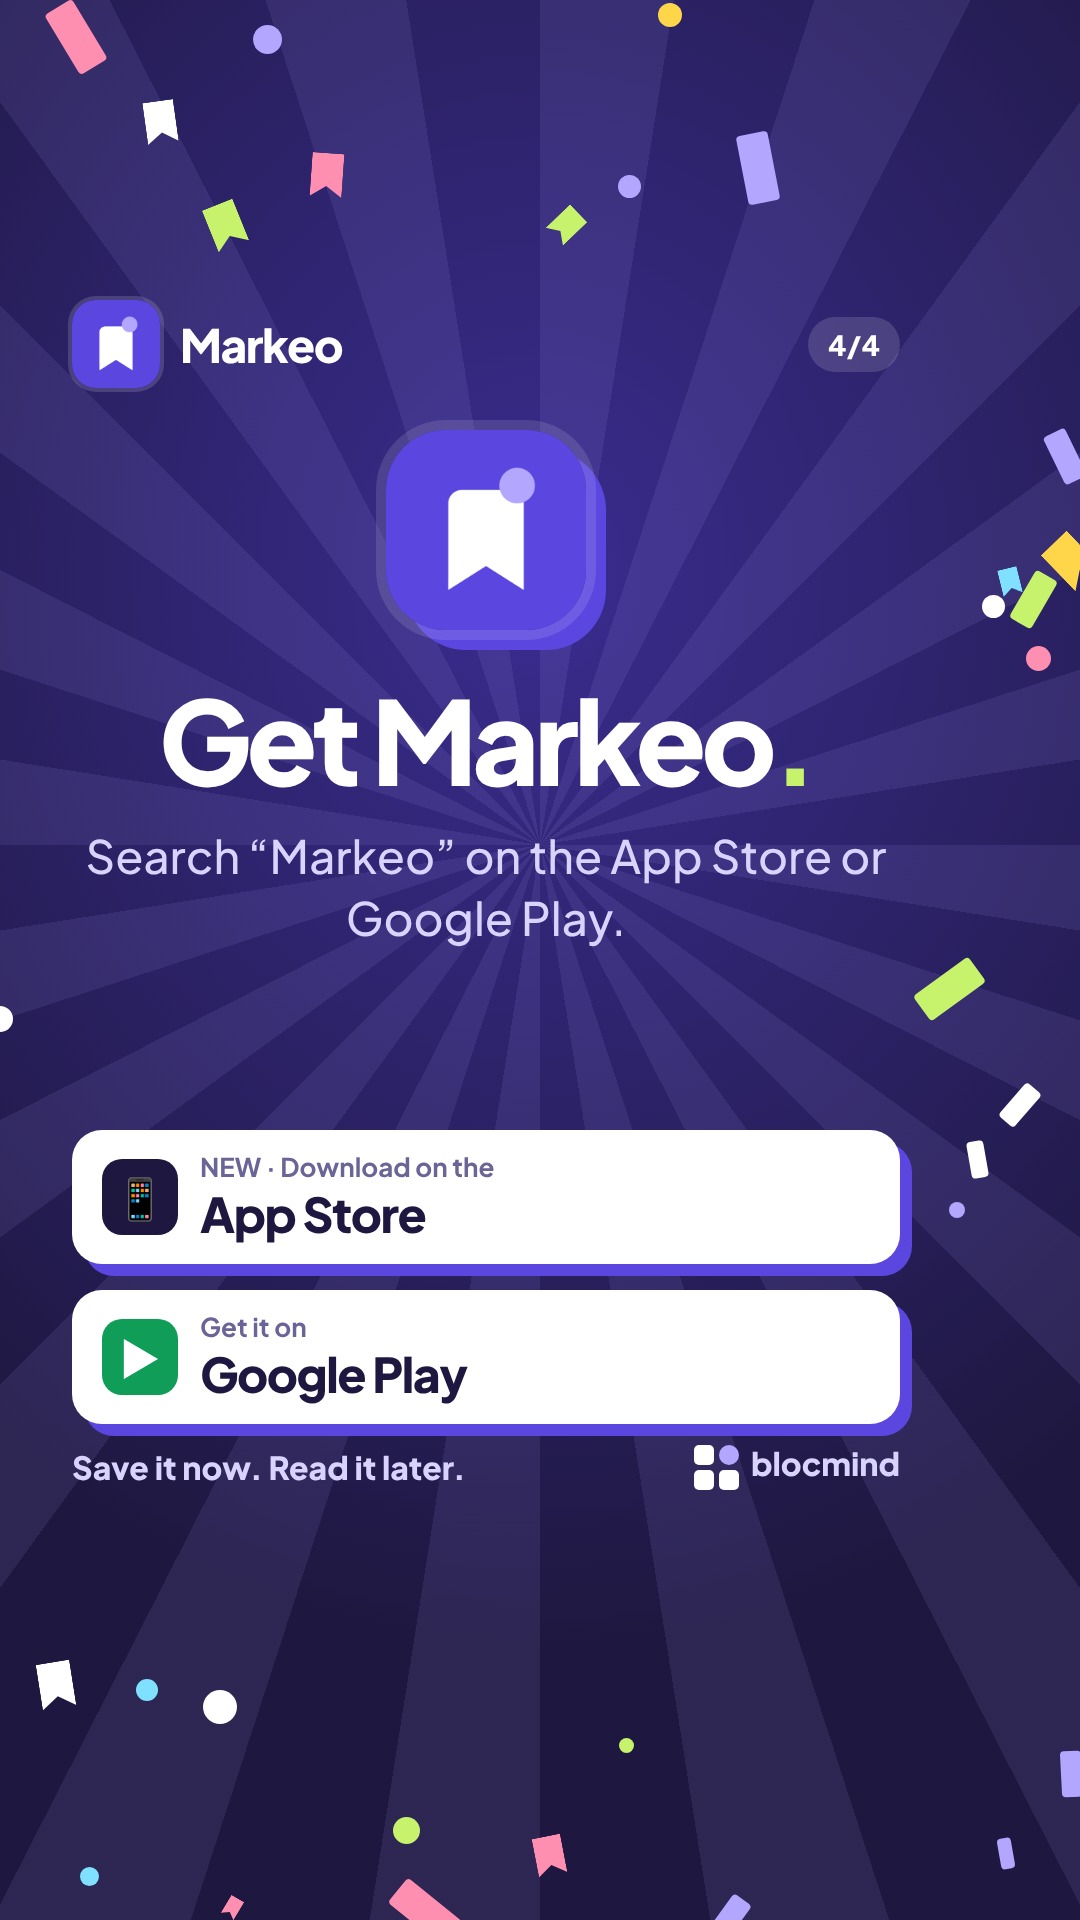 Markeo
4/4
Get Markeo.
Search “Markeo” on the App Store or
Google Play.
NEW · Download on the
App Store
Get it on
Google Play
Save it now. Read it later.
blocmind